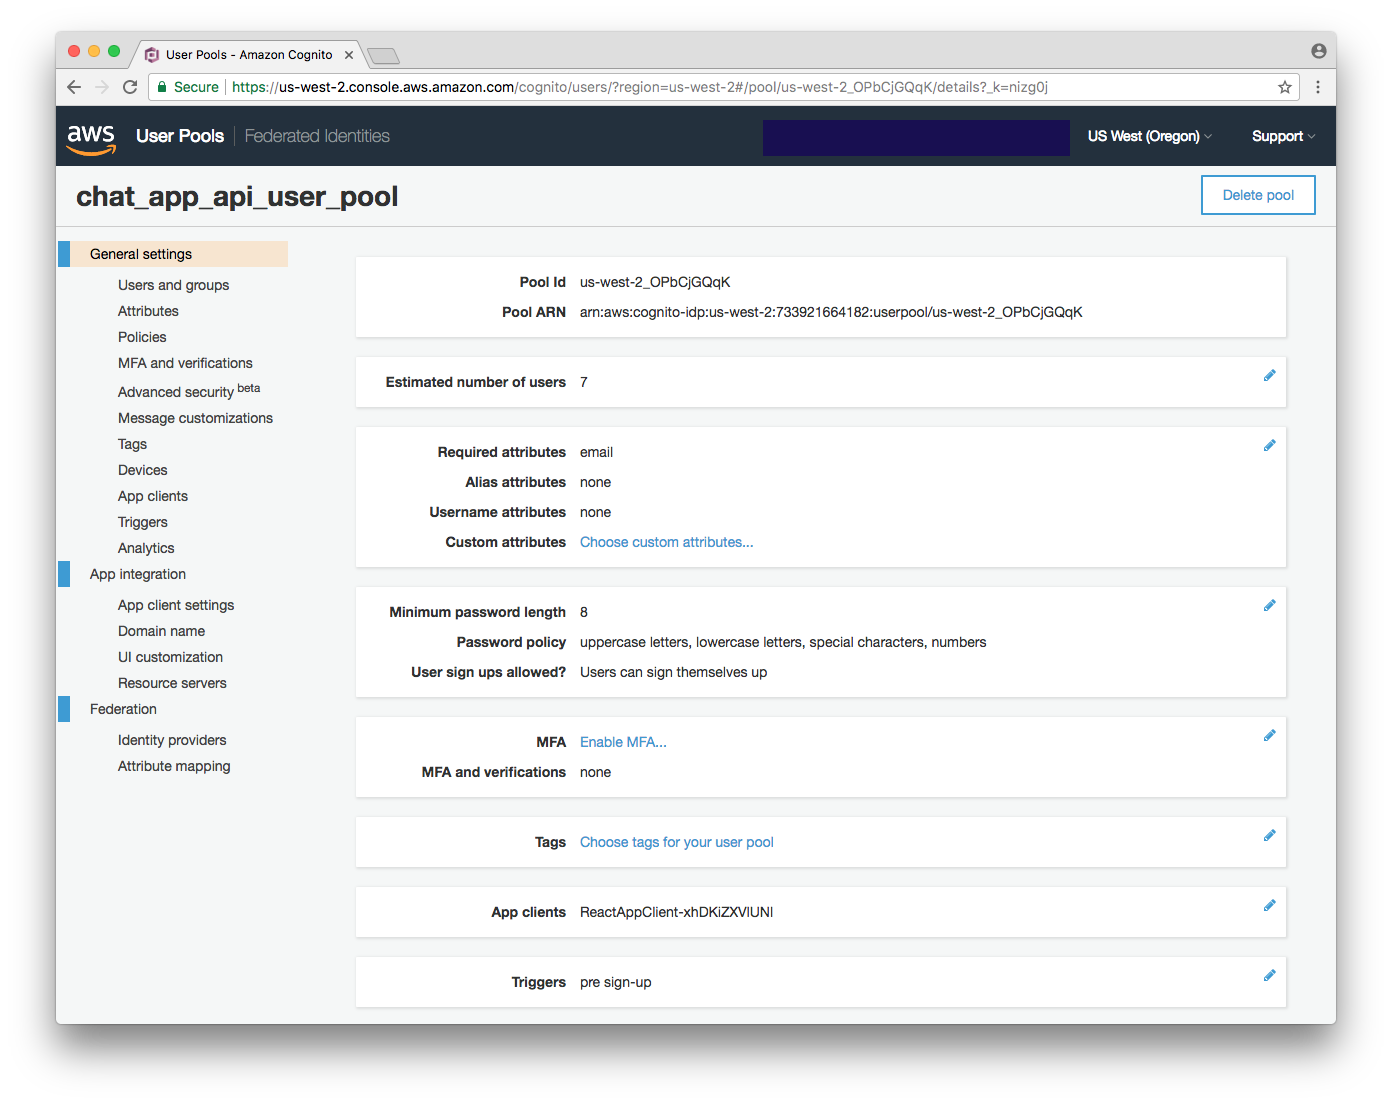 User Pools - Amazon Cognito
Secure https://us-west-2.console.aws.amazon.com/cognito/users/?region=us-west-2#/pool/us-west-2_OPbCjGQqK/details?_k=nizg0j
aws User Pools Federated Identities US West (Oregon) Support
chat_app_api_user_pool Delete pool
General settings
Users and groups
Attributes
Policies
MFA and verifications
Advanced security beta
Message customizations
Tags
Devices
App clients
Triggers
Analytics
App integration
App client settings
Domain name
UI customization
Resource servers
Federation
Identity providers
Attribute mapping
Pool Id us-west-2_OPbCjGQqK
Pool ARN arn:aws:cognito-idp:us-west-2:733921664182:userpool/us-west-2_OPbCjGQqK
Estimated number of users 7
Required attributes email
Alias attributes none
Username attributes none
Custom attributes Choose custom attributes...
Minimum password length 8
Password policy uppercase letters, lowercase letters, special characters, numbers
User sign ups allowed? Users can sign themselves up
MFA Enable MFA...
MFA and verifications none
Tags Choose tags for your user pool
App clients ReactAppClient-xhDKiZXVlUNl
Triggers pre sign-up